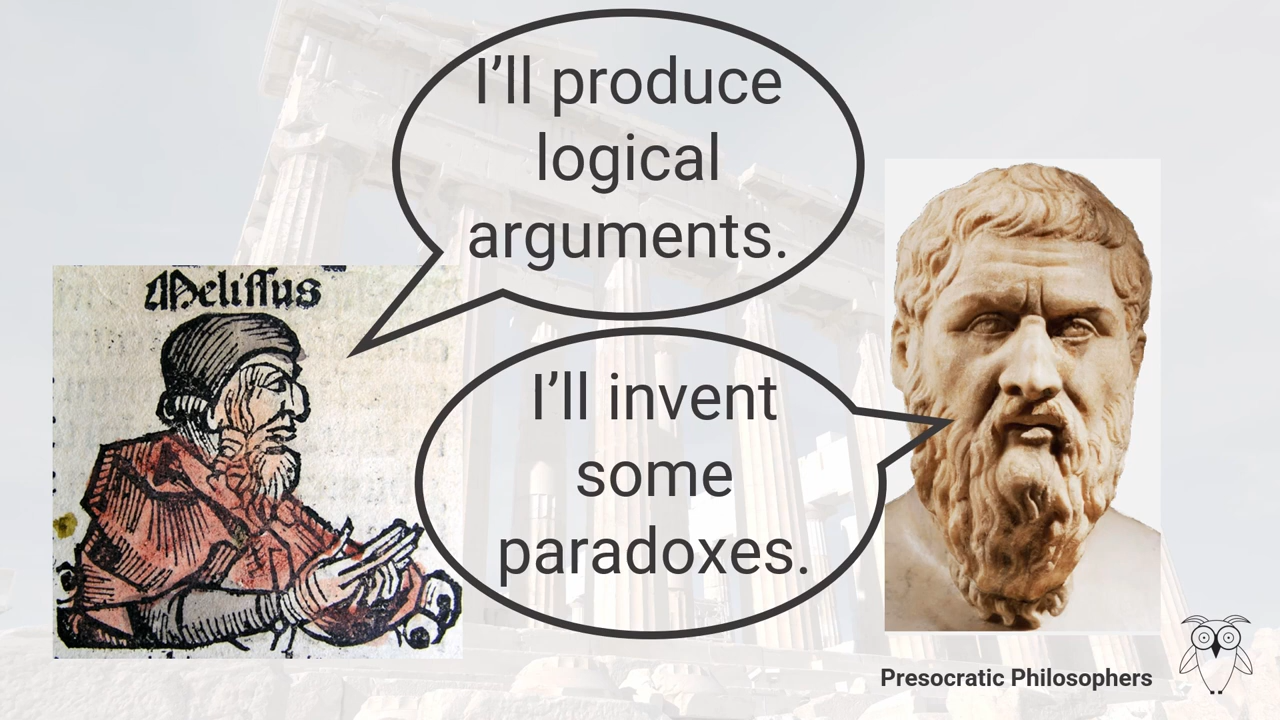 I’ll produce
logical
arguments.
Meliſſus
I’ll invent
some
paradoxes.
Presocratic Philosophers